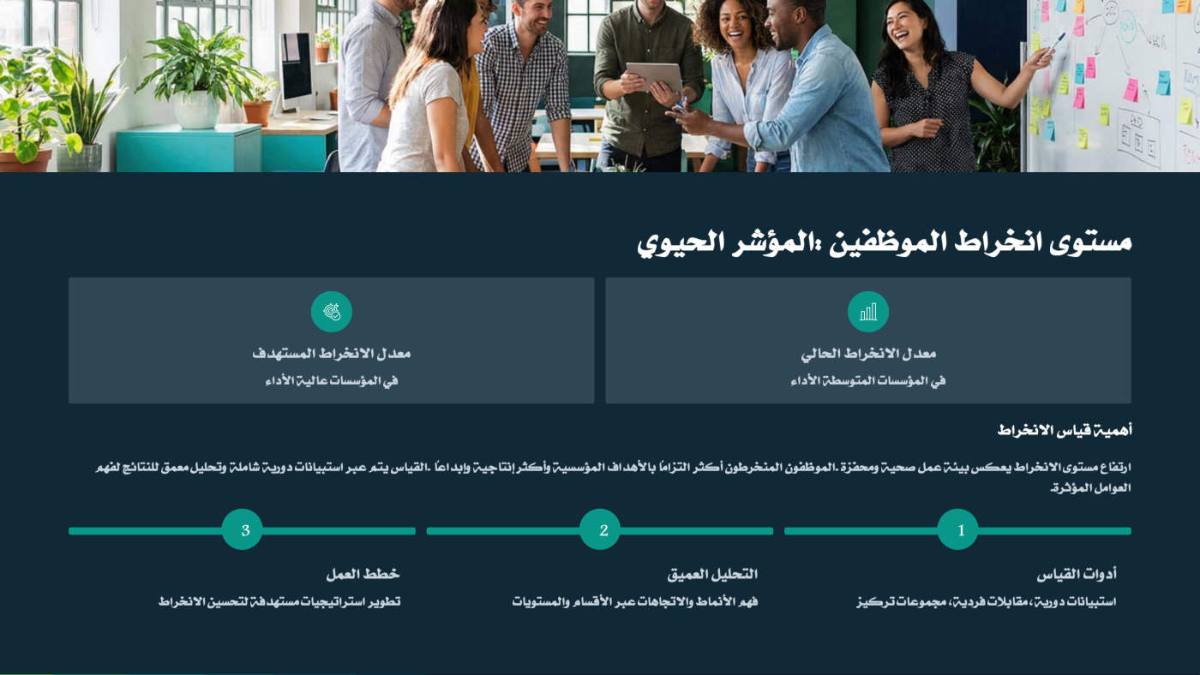 مستوى انخراط الموظفين :المؤشر الحيوي
معدل الانخراط الحالي
في المؤسسات المتوسطة الأداء
معدل الانخراط المستهدف
في المؤسسات عالية الأداء
أهمية قياس الانخراط
ارتفاع مستوى الانخراط يعكس بيئة عمل صحية ومحفزة .الموظفون المنخرطون أكثر التزامًا بالأهداف المؤسسية وأكثر إنتاجية وإبداعًا .القياس يتم عبر استبيانات دورية شاملة وتحليل معمق للنتائج لفهم
العوامل المؤثرة.
1
أدوات القياس
استبيانات دورية، مقابلات فردية، مجموعات تركيز
2
التحليل العميق
فهم الأنماط والاتجاهات عبر الأقسام والمستويات
3
خطط العمل
تطوير استراتيجيات مستهدفة لتحسين الانخراط